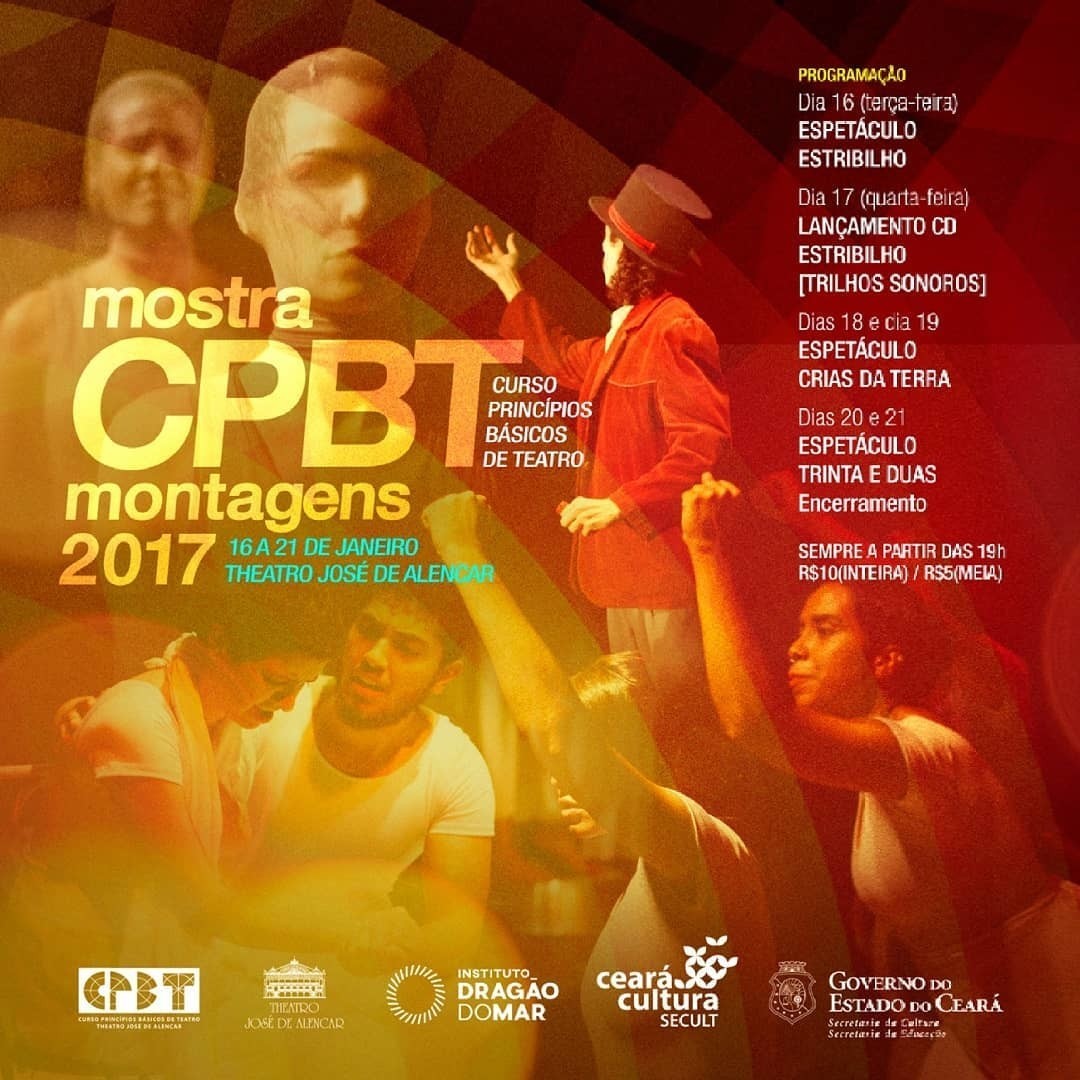 mostra
CPBT
CURSO
PRINCÍPIOS
BÁSICOS
DE TEATRO
montagens
2017
16 A 21 DE JANEIRO
THEATRO JOSÉ DE ALENCAR
PROGRAMAÇÃO
Dia 16 (terça-feira)
ESPETÁCULO
ESTRIBILHO
Dia 17 (quarta-feira)
LANÇAMENTO CD
ESTRIBILHO
[TRILHOS SONOROS]
Dias 18 e dia 19
ESPETÁCULO
CRIAS DA TERRA
Dias 20 e 21
ESPETÁCULO
TRINTA E DUAS
Encerramento
SEMPRE A PARTIR DAS 19h
R$10(INTEIRA) / R$5(MEIA)
CPBT
CURSO PRINCÍPIOS BÁSICOS DE TEATRO
THEATRO JOSÉ DE ALENCAR
THEATRO
JOSÉ DE ALENCAR
INSTITUTO
DRAGÃO
DOMAR
ceará
cultura
SECULT
GOVERNO DO
ESTADO DO CEARÁ
Secretaria da Cultura
Secretaria da Educação